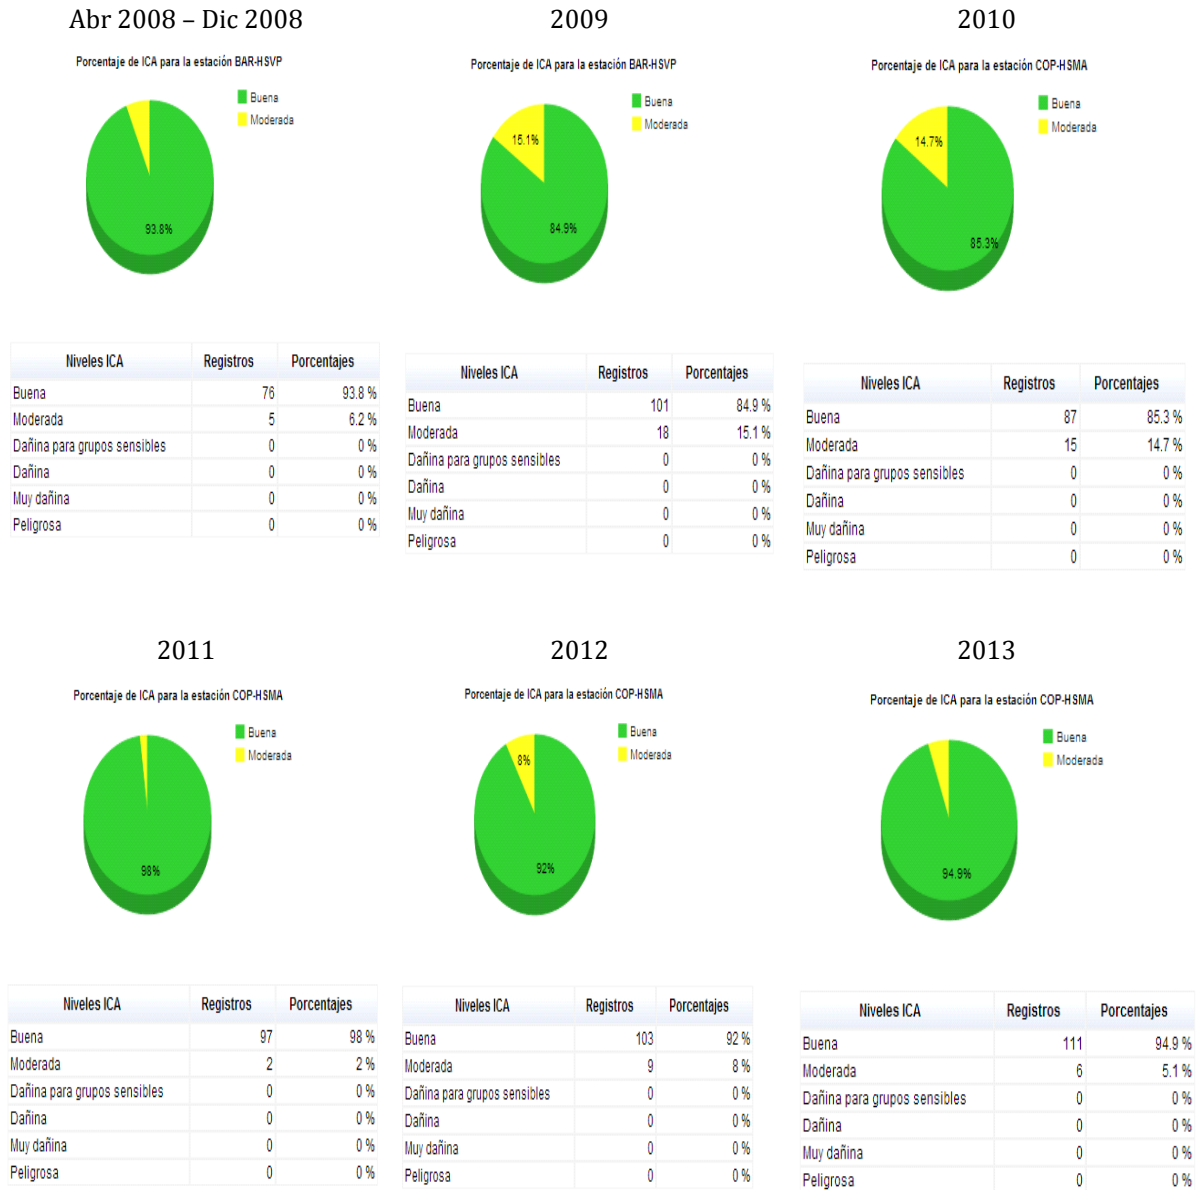 Abr 2008 – Dic 2008
Porcentaje de ICA para la estación BAR-HSVP
Buena
Moderada
93.8%
Niveles ICA Registros Porcentajes
Buena 76 93.8 %
Moderada 5 6.2 %
Dañina para grupos sensibles 0 0 %
Dañina 0 0 %
Muy dañina 0 0 %
Peligrosa 0 0 %
2009
Porcentaje de ICA para la estación BAR-HSVP
Buena
Moderada
15.1%
84.9%
Niveles ICA Registros Porcentajes
Buena 101 84.9 %
Moderada 18 15.1 %
Dañina para grupos sensibles 0 0 %
Dañina 0 0 %
Muy dañina 0 0 %
Peligrosa 0 0 %
2010
Porcentaje de ICA para la estación COP-HSMA
Buena
Moderada
14.7%
85.3%
Niveles ICA Registros Porcentajes
Buena 87 85.3 %
Moderada 15 14.7 %
Dañina para grupos sensibles 0 0 %
Dañina 0 0 %
Muy dañina 0 0 %
Peligrosa 0 0 %
2011
Porcentaje de ICA para la estación COP-HSMA
Buena
Moderada
98%
Niveles ICA Registros Porcentajes
Buena 97 98 %
Moderada 2 2 %
Dañina para grupos sensibles 0 0 %
Dañina 0 0 %
Muy dañina 0 0 %
Peligrosa 0 0 %
2012
Porcentaje de ICA para la estación COP-HSMA
Buena
Moderada
8%
92%
Niveles ICA Registros Porcentajes
Buena 103 92 %
Moderada 9 8 %
Dañina para grupos sensibles 0 0 %
Dañina 0 0 %
Muy dañina 0 0 %
Peligrosa 0 0 %
2013
Porcentaje de ICA para la estación COP-HSMA
Buena
Moderada
94.9%
Niveles ICA Registros Porcentajes
Buena 111 94.9 %
Moderada 6 5.1 %
Dañina para grupos sensibles 0 0 %
Dañina 0 0 %
Muy dañina 0 0 %
Peligrosa 0 0 %